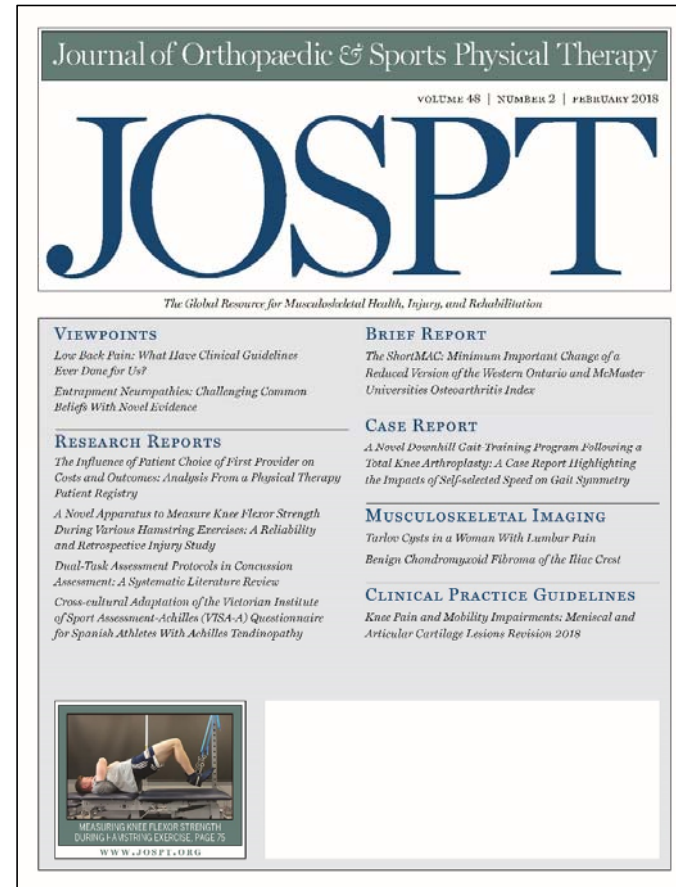 Journal of Orthopaedic & Sports Physical Therapy
VOLUME 48 | NUMBER 2 | FEBRUARY 2018
JOSPT
The Global Resource for Musculoskeletal Health, Injury, and Rehabilitation
VIEWPOINTS
Low Back Pain: What Have Clinical Guidelines
Ever Done for Us?
Entrapment Neuropathies: Challenging Common
Beliefs With Novel Evidence
RESEARCH REPORTS
The Influence of Patient Choice of First Provider on
Costs and Outcomes: Analysis From a Physical Therapy
Patient Registry
A Novel Apparatus to Measure Knee Flexor Strength
During Various Hamstring Exercises: A Reliability
and Retrospective Injury Study
Dual-Task Assessment Protocols in Concussion
Assessment: A Systematic Literature Review
Cross-cultural Adaptation of the Victorian Institute
of Sport Assessment-Achilles (VISA-A) Questionnaire
for Spanish Athletes With Achilles Tendinopathy
BRIEF REPORT
The ShortMAC: Minimum Important Change of a
Reduced Version of the Western Ontario and McMaster
Universities Osteoarthritis Index
CASE REPORT
A Novel Downhill Gait Training Program Following a
Total Knee Arthroplasty: A Case Report Highlighting
the Impacts of Self-selected Speed on Gait Symmetry
MUSCULOSKELETAL IMAGING
Tarlov Cysts in a Woman With Lumbar Pain
Benign Chondromyxoid Fibroma of the Iliac Crest
CLINICAL PRACTICE GUIDELINES
Knee Pain and Mobility Impairments: Meniscal and
Articular Cartilage Lesions Revision 2018
MEASURING KNEE FLEXOR STRENGTH
DURING HAMSTRING EXERCISE, PAGE 75
WWW.JOSPT.ORG